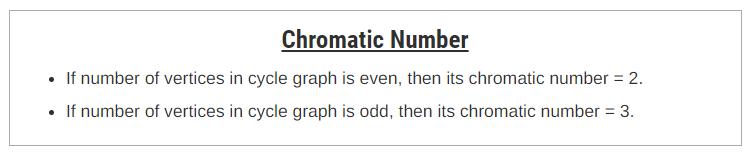 Chromatic Number
• If number of vertices in cycle graph is even, then its chromatic number = 2.
• If number of vertices in cycle graph is odd, then its chromatic number = 3.